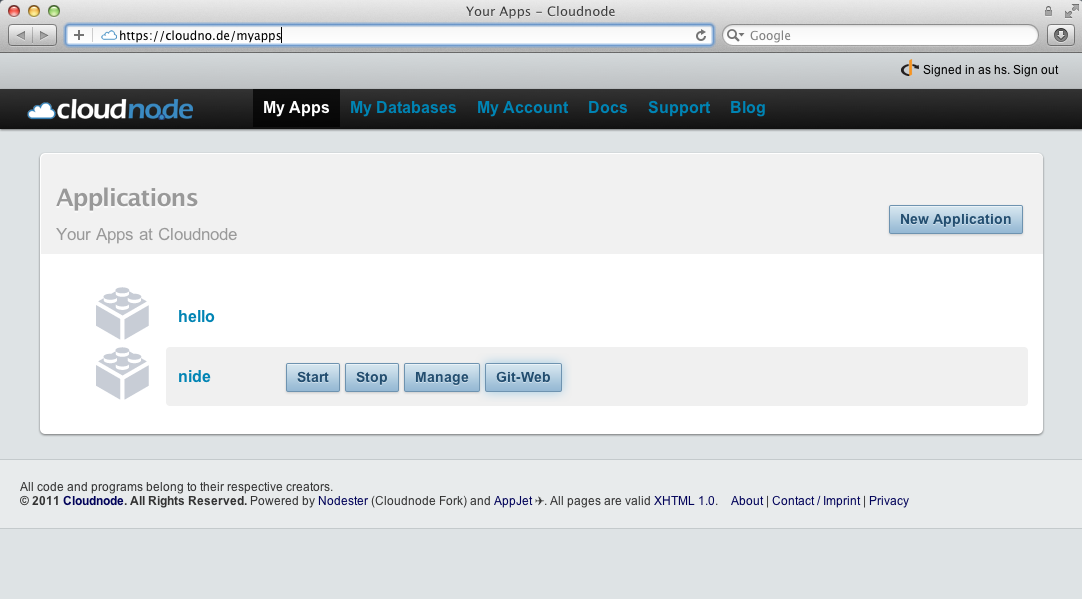 Your Apps – Cloudnode
https://cloudno.de/myapps
Google
Signed in as hs. Sign out
cloudno.de
My Apps My Databases My Account Docs Support Blog
Applications
Your Apps at Cloudnode
New Application
hello
nide Start Stop Manage Git-Web
All code and programs belong to their respective creators.
© 2011 Cloudnode. All Rights Reserved. Powered by Nodester (Cloudnode Fork) and AppJet ✈. All pages are valid XHTML 1.0. About | Contact / Imprint | Privacy